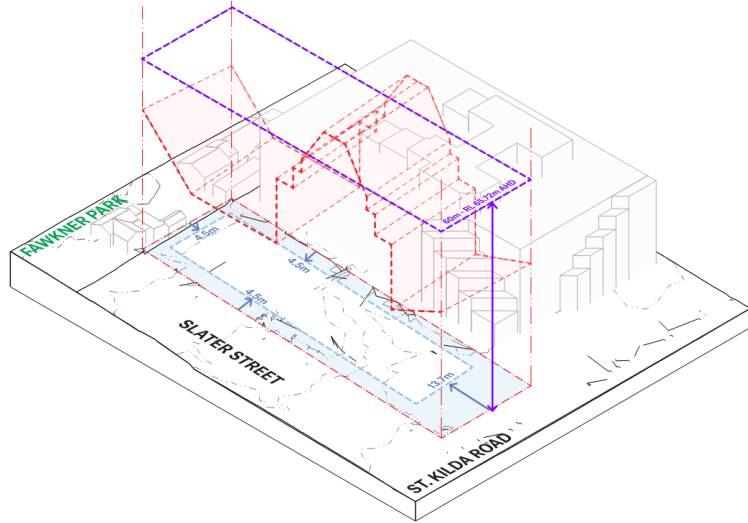 60m - RL 65.72m AHD
FAWKNER PARK
4.5m
4.5m
4.5m
SLATER STREET
13.7m
ST. KILDA ROAD